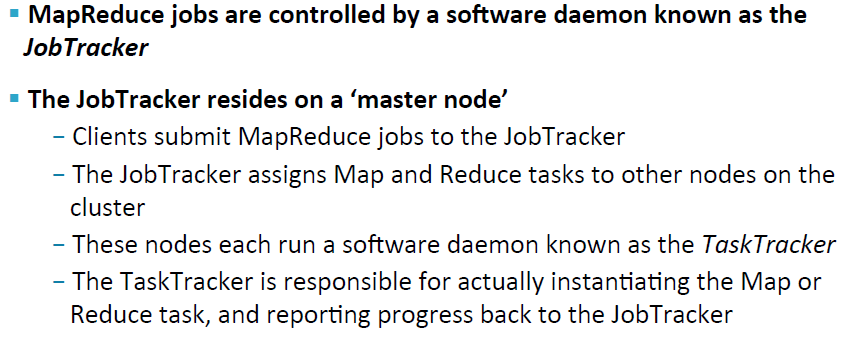 ▪ MapReduce jobs are controlled by a software daemon known as the
JobTracker
▪ The JobTracker resides on a ‘master node’
– Clients submit MapReduce jobs to the JobTracker
– The JobTracker assigns Map and Reduce tasks to other nodes on the
cluster
– These nodes each run a software daemon known as the TaskTracker
– The TaskTracker is responsible for actually instantiating the Map or
Reduce task, and reporting progress back to the JobTracker